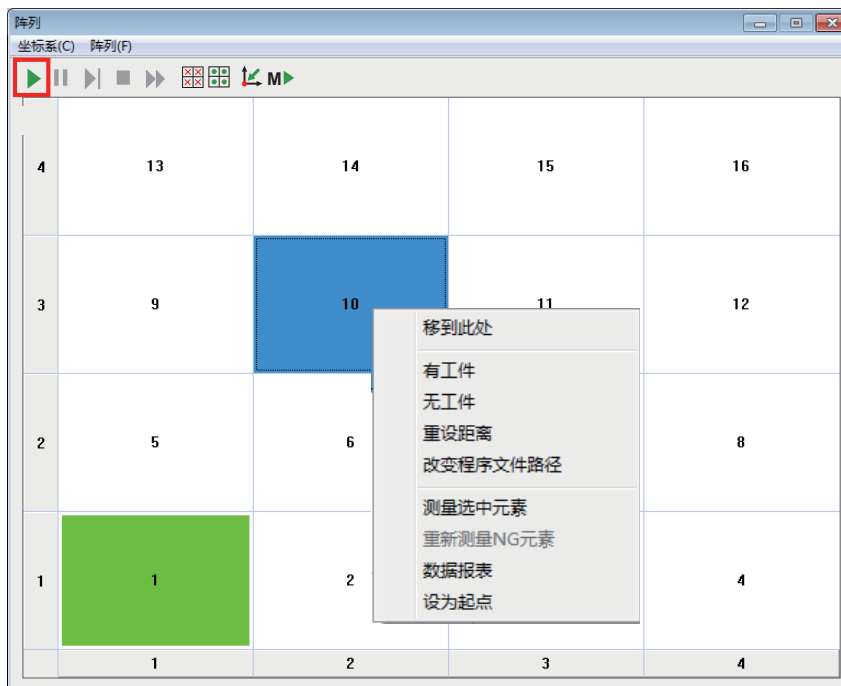 阵列
坐标系(C) 阵列(F)
M
4 13 14 15 16
3 9 10 11 12
移到此处
有工件
无工件
重设距离
2 5 6 8
改变程序文件路径
测量选中元素
重新测量NG元素
数据报表
1 1 2 4
设为起点
1 2 3 4